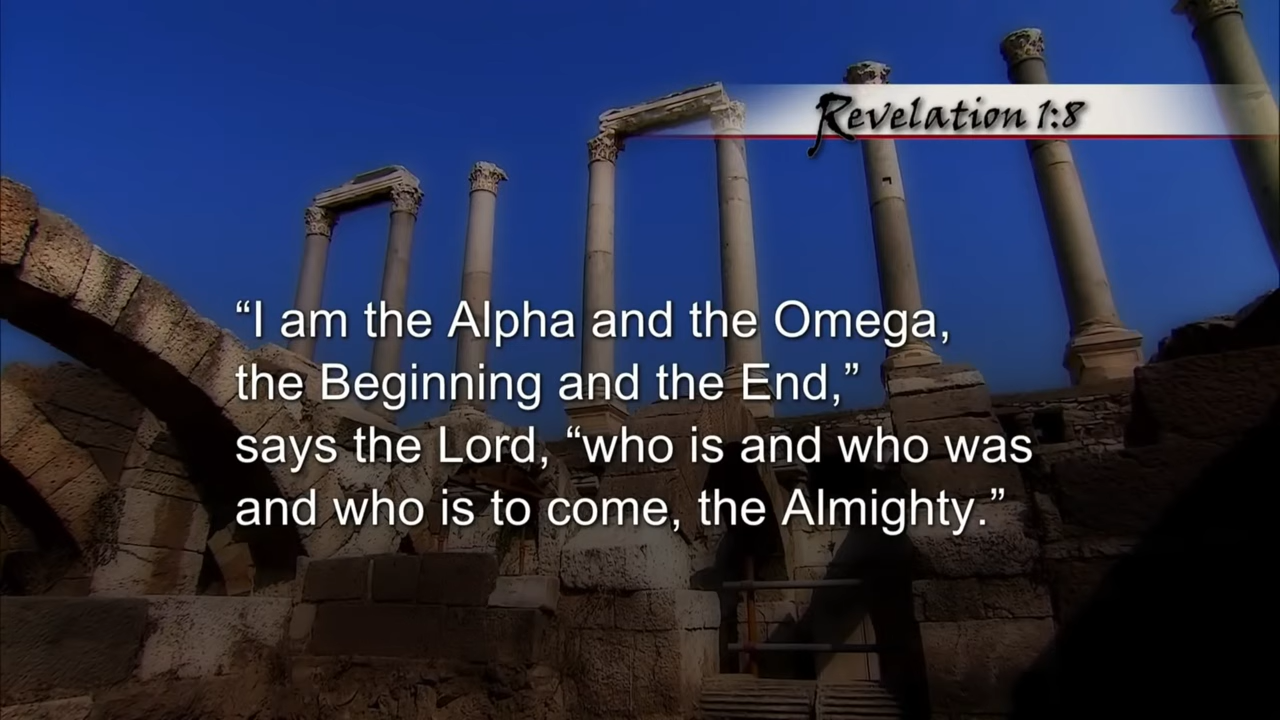 Revelation 1:8
“I am the Alpha and the Omega,
the Beginning and the End,”
says the Lord, “who is and who was
and who is to come, the Almighty.”